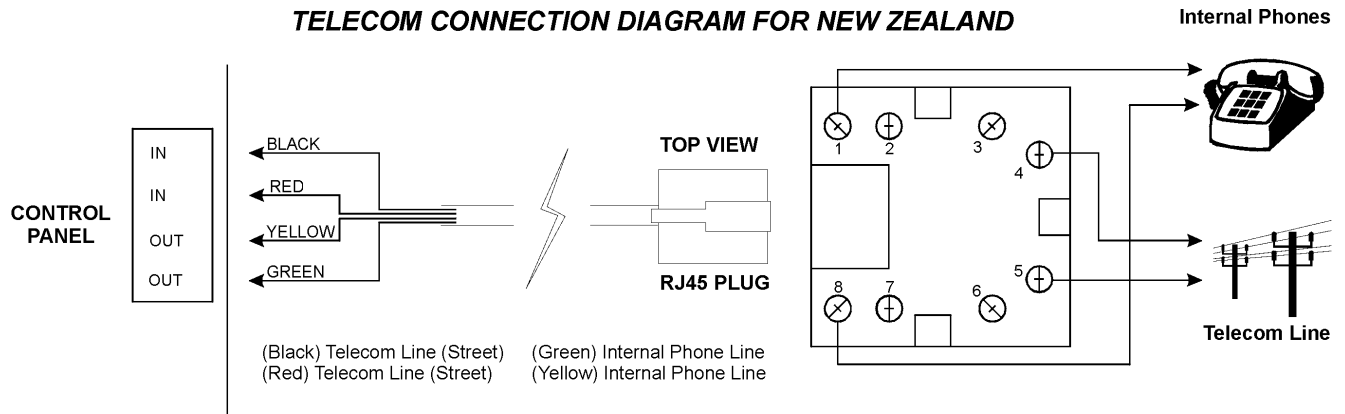 TELECOM CONNECTION DIAGRAM FOR NEW ZEALAND
Internal Phones
CONTROL
PANEL
IN
IN
OUT
OUT
BLACK
RED
YELLOW
GREEN
TOP VIEW
RJ45 PLUG
1
2
3
4
5
6
7
8
Telecom Line
(Black) Telecom Line (Street)
(Red) Telecom Line (Street)
(Green) Internal Phone Line
(Yellow) Internal Phone Line